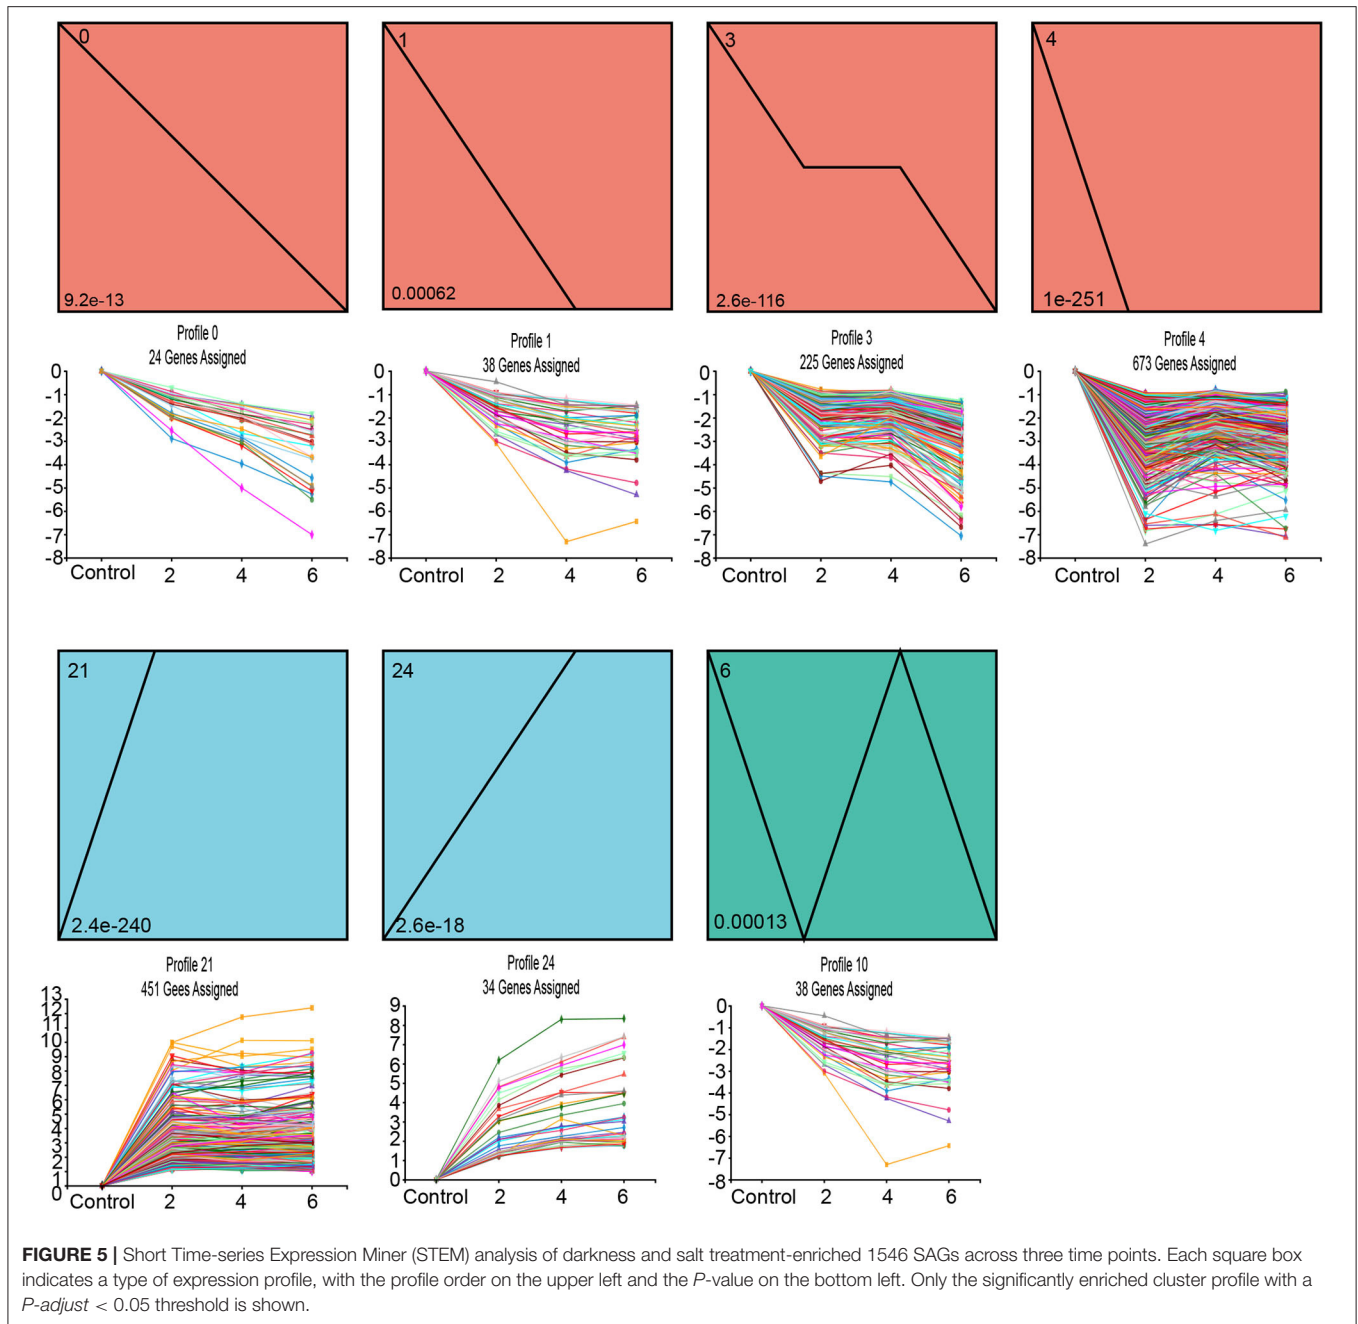 0
1
3
4
9.2e-13
0.00062
2.6e-116
1e-251
Profile 0
24 Genes Assigned
Profile 1
38 Genes Assigned
Profile 3
225 Genes Assigned
Profile 4
673 Genes Assigned
0
-1
-2
-3
-4
-5
-6
-7
-8
Control 2 4 6
0
-1
-2
-3
-4
-5
-6
-7
-8
Control 2 4 6
0
-1
-2
-3
-4
-5
-6
-7
-8
Control 2 4 6
0
-1
-2
-3
-4
-5
-6
-7
-8
Control 2 4 6
21
24
6
2.4e-240
2.6e-18
0.00013
Profile 21
451 Gees Assigned
Profile 24
34 Genes Assigned
Profile 10
38 Genes Assigned
13
12
11
10
9
8
7
6
5
4
3
2
1
0
Control 2 4 6
9
8
7
6
5
4
3
2
1
0
Control 2 4 6
0
-1
-2
-3
-4
-5
-6
-7
-8
Control 2 4 6
FIGURE 5 | Short Time-series Expression Miner (STEM) analysis of darkness and salt treatment-enriched 1546 SAGs across three time points. Each square box
indicates a type of expression profile, with the profile order on the upper left and the P-value on the bottom left. Only the significantly enriched cluster profile with a
P-adjust < 0.05 threshold is shown.